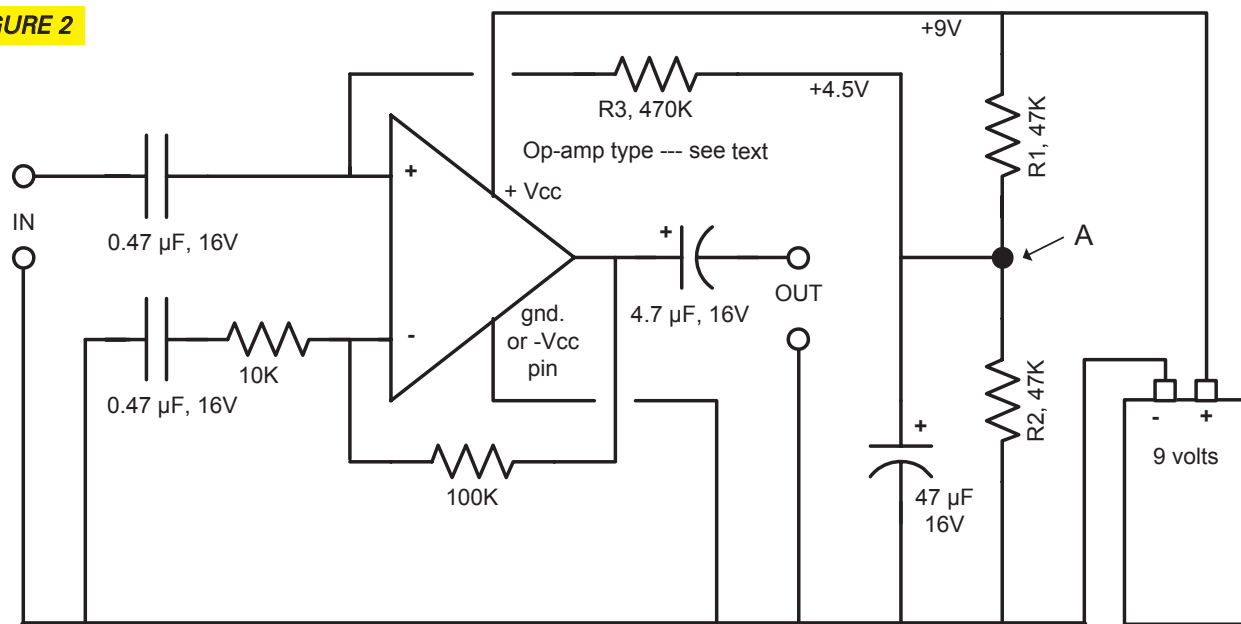 GURE 2
+9V
+4.5V
R3, 470K
R1, 47K
Op-amp type --- see text
+
+ Vcc
IN
0.47 µF, 16V
A
+
OUT
4.7 µF, 16V
gnd.
or -Vcc
pin
-
10K
0.47 µF, 16V
R2, 47K
- +
+
9 volts
100K
47 µF
16V